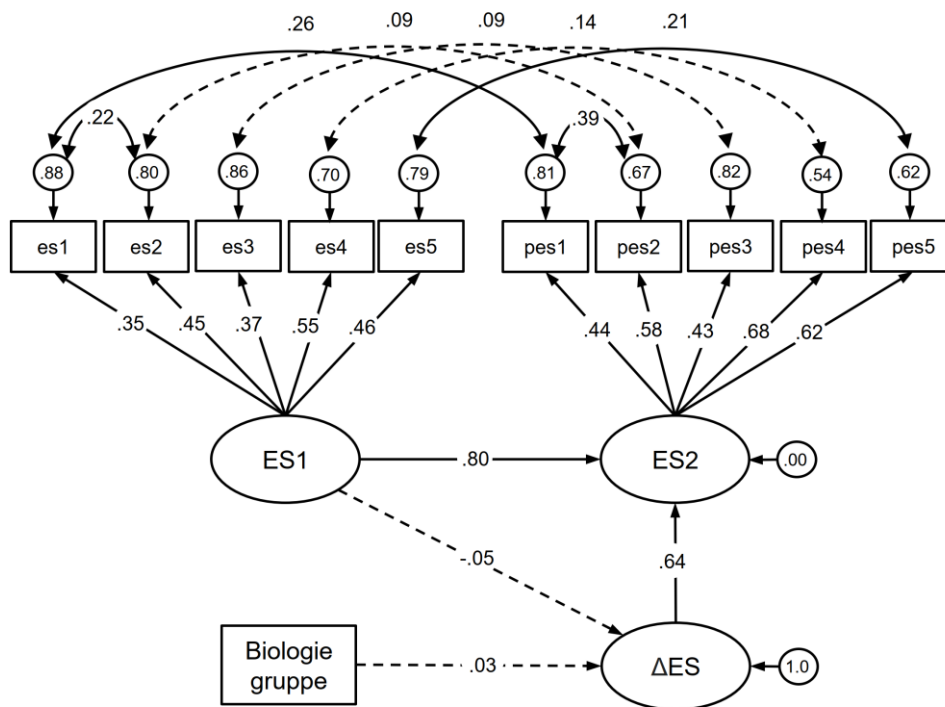 .26 .09 .09 .14 .21
.22 .39
.88 .80 .86 .70 .79 .81 .67 .82 .54 .62
es1 es2 es3 es4 es5 pes1 pes2 pes3 pes4 pes5
.35 .45 .37 .55 .46 .44 .58 .43 .68 .62
ES1 .80 ES2 .00
-.05 .64
Biologie
gruppe
.03 ΔES 1.0